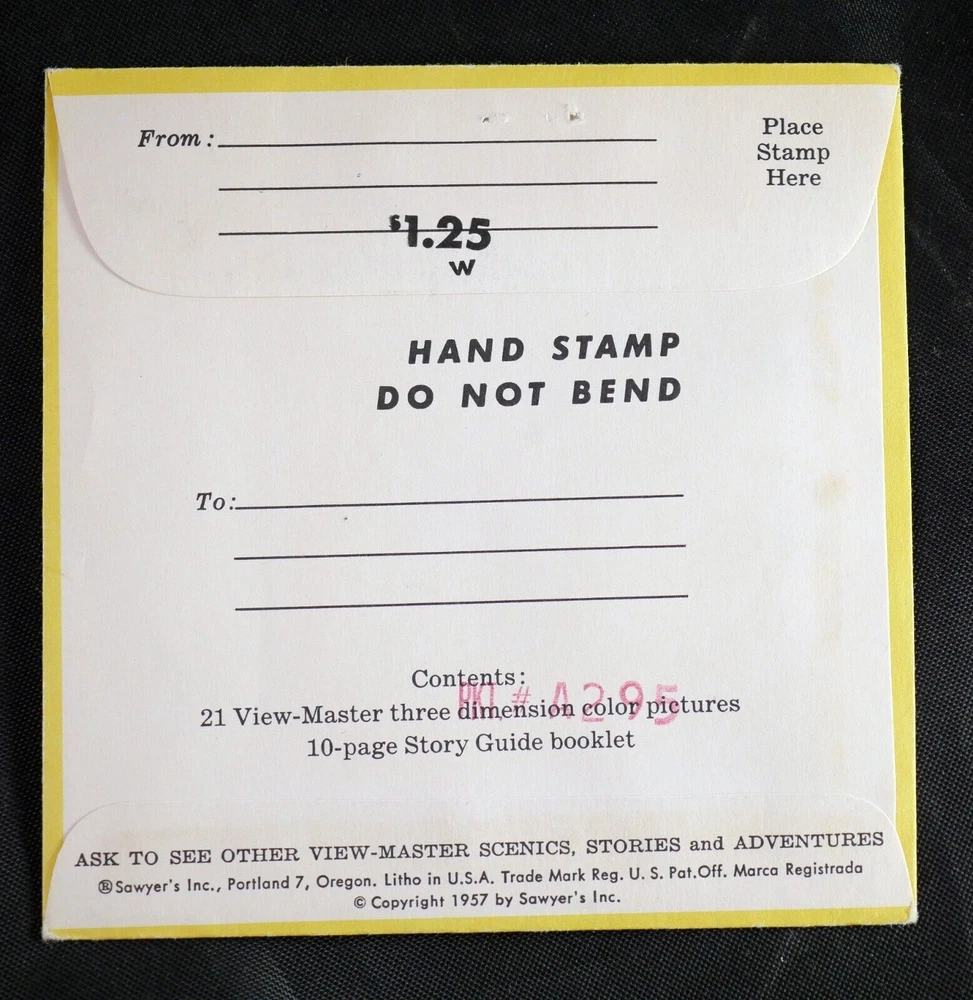 From:
Place
Stamp
Here
$1.25
W
HAND STAMP
DO NOT BEND
To:
Contents:
PKT # A295
21 View-Master three dimension color pictures
10-page Story Guide booklet
ASK TO SEE OTHER VIEW-MASTER SCENICS, STORIES and ADVENTURES
®Sawyer's Inc., Portland 7, Oregon. Litho in U.S.A. Trade Mark Reg. U. S. Pat.Off. Marca Registrada
© Copyright 1957 by Sawyer's Inc.